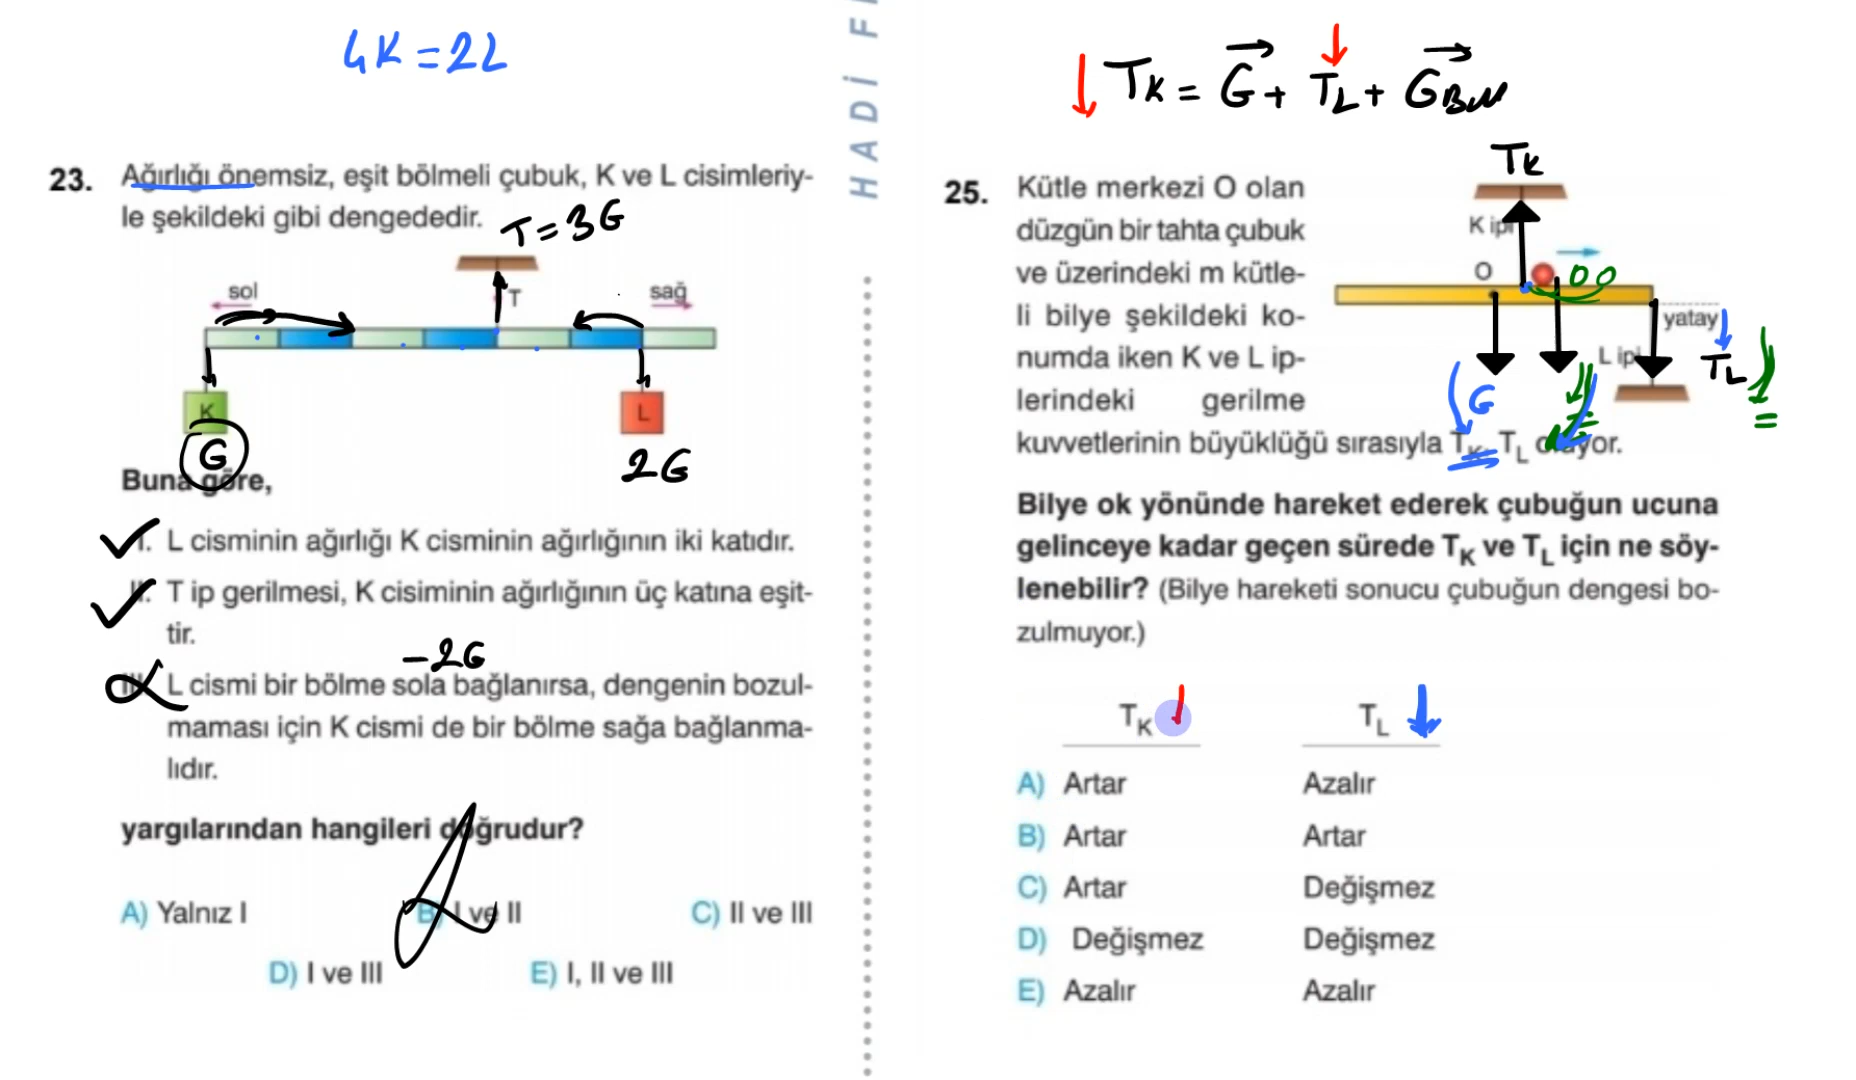 4K = 2L
HADİ F
23. Ağırlığı önemsiz, eşit bölmeli çubuk, K ve L cisimleriy-
le şekildeki gibi dengededir.
T = 3G
sol
T
sağ
K
L
G
2G
Buna göre,
I. L cisminin ağırlığı K cisminin ağırlığının iki katıdır.
II. T ip gerilmesi, K cisiminin ağırlığının üç katına eşit-
tir.
-2G
III. L cismi bir bölme sola bağlanırsa, dengenin bozul-
maması için K cismi de bir bölme sağa bağlanma-
lıdır.
yargılarından hangileri doğrudur?
A) Yalnız I
B) I ve II
C) II ve III
D) I ve III
E) I, II ve III
TK = G + TL + GBM
25. Kütle merkezi O olan
düzgün bir tahta çubuk
ve üzerindeki m kütle-
li bilye şekildeki ko-
numda iken K ve L ip-
lerindeki gerilme
kuvvetlerinin büyüklüğü sırasıyla TK, TL oluyor.
TK
K ipi
O
yatay
L ipi
TL
G
Bilye ok yönünde hareket ederek çubuğun ucuna
gelinceye kadar geçen sürede TK ve TL için ne söy-
lenebilir? (Bilye hareketi sonucu çubuğun dengesi bo-
zulmuyor.)
TK TL
A) Artar Azalır
B) Artar Artar
C) Artar Değişmez
D) Değişmez Değişmez
E) Azalır Azalır